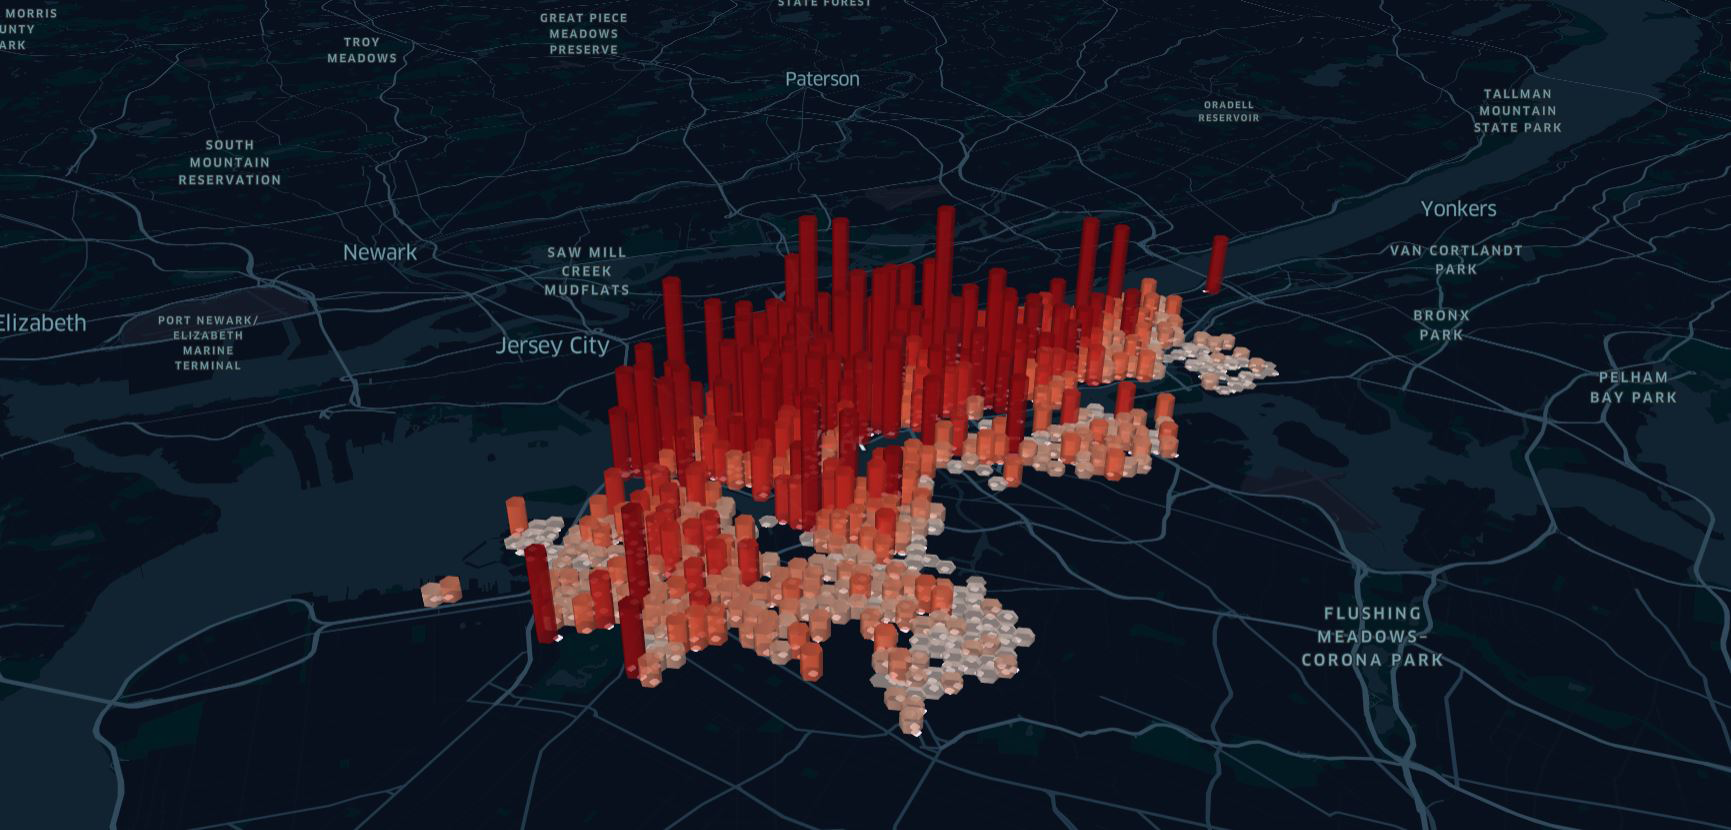 MORRIS
UNTY
ARK
TROY
MEADOWS
GREAT PIECE
MEADOWS
PRESERVE
STATE FOREST
Paterson
ORADELL
RESERVOIR
TALLMAN
MOUNTAIN
STATE PARK
SOUTH
MOUNTAIN
RESERVATION
Yonkers
Newark
SAW MILL
CREEK
MUDFLATS
VAN CORTLANDT
PARK
Elizabeth
PORT NEWARK/
ELIZABETH
MARINE
TERMINAL
Jersey City
BRONX
PARK
PELHAM
BAY PARK
FLUSHING
MEADOWS-
CORONA PARK